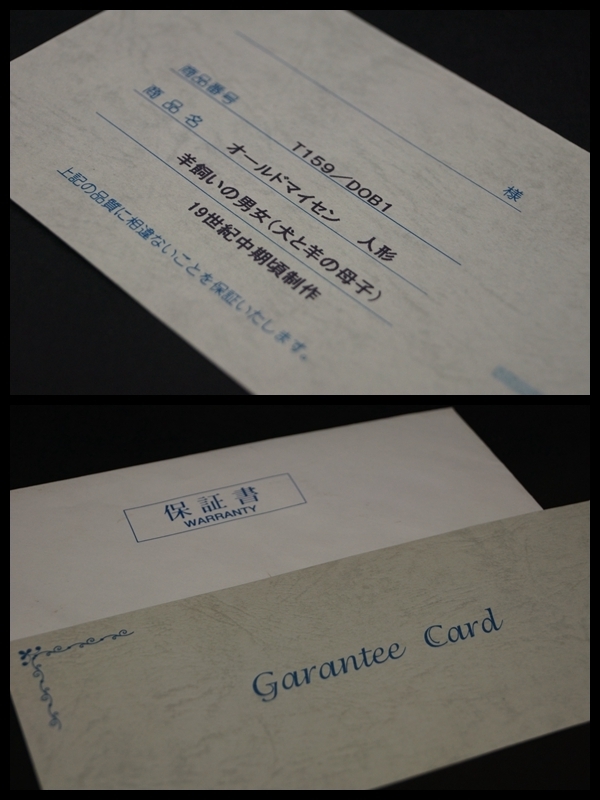 様
商品番号 T159／DOB1
商品名 オールドマイセン 人形
羊飼いの男女(犬と羊の母子)
19世紀中期頃制作
上記の品質に相違ないことを保証いたします。
保証書
WARRANTY
Garantee Card